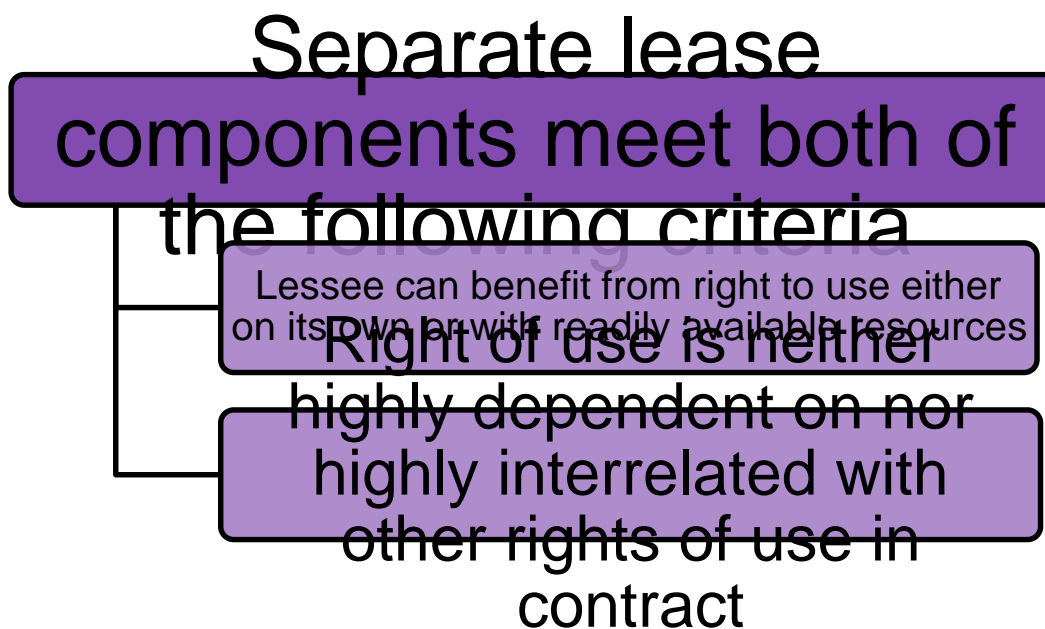 Separate lease
components meet both of
the following criteria
Lessee can benefit from right to use either
on its own or with readily available resources
Right of use is neither
highly dependent on nor
highly interrelated with
other rights of use in
contract